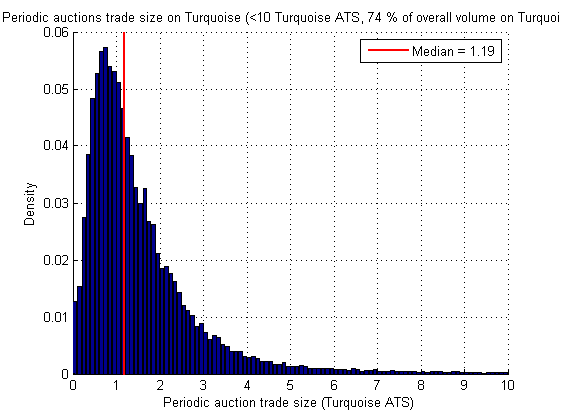 Periodic auctions trade size on Turquoise (<10 Turquoise ATS, 74 % of overall volume on Turquoi
0.06
0.05
0.04
0.03
0.02
0.01
0
Density
Median = 1.19
0 1 2 3 4 5 6 7 8 9 10
Periodic auction trade size (Turquoise ATS)